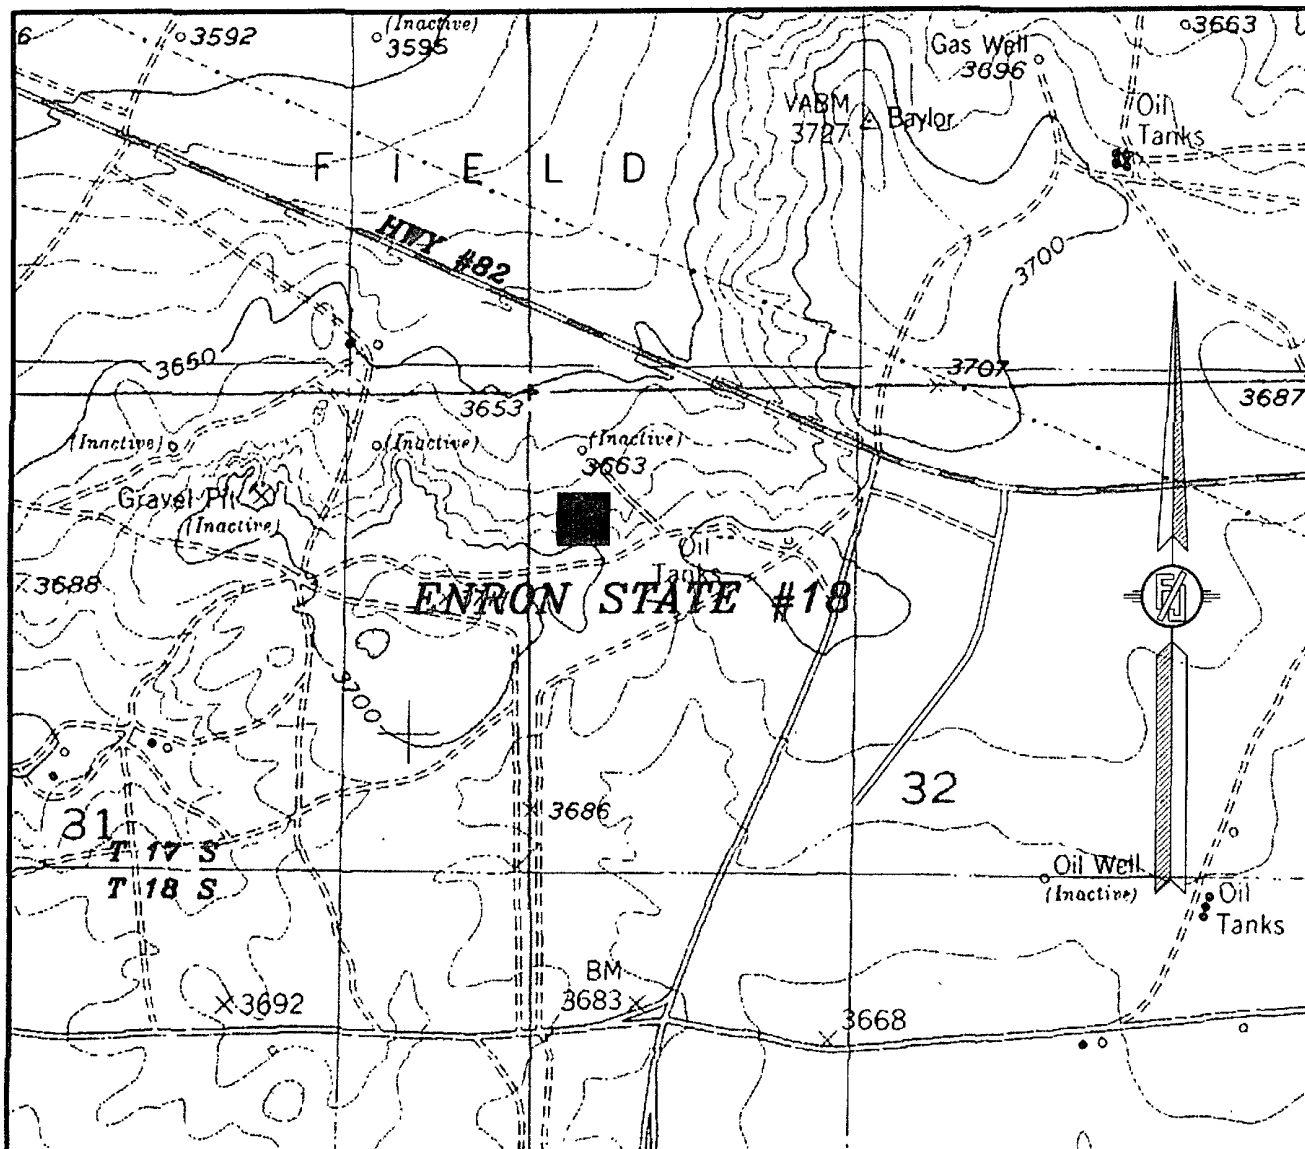 6
3592
(Inactive)
3595
3663
Gas Well
3696
VABM
3727
Baylor
Oil
Tanks
F I E L D
HWY #82
3700
3650
3653
3707
3687
(Inactive)
(Inactive)
(Inactive)
3663
Gravel Pit
(Inactive)
Oil
Tanks
3688
ENRON STATE #18
3700
32
31
3686
T 17 S
T 18 S
Oil Well
(Inactive)
Oil
Tanks
BM
3683
3692
3668